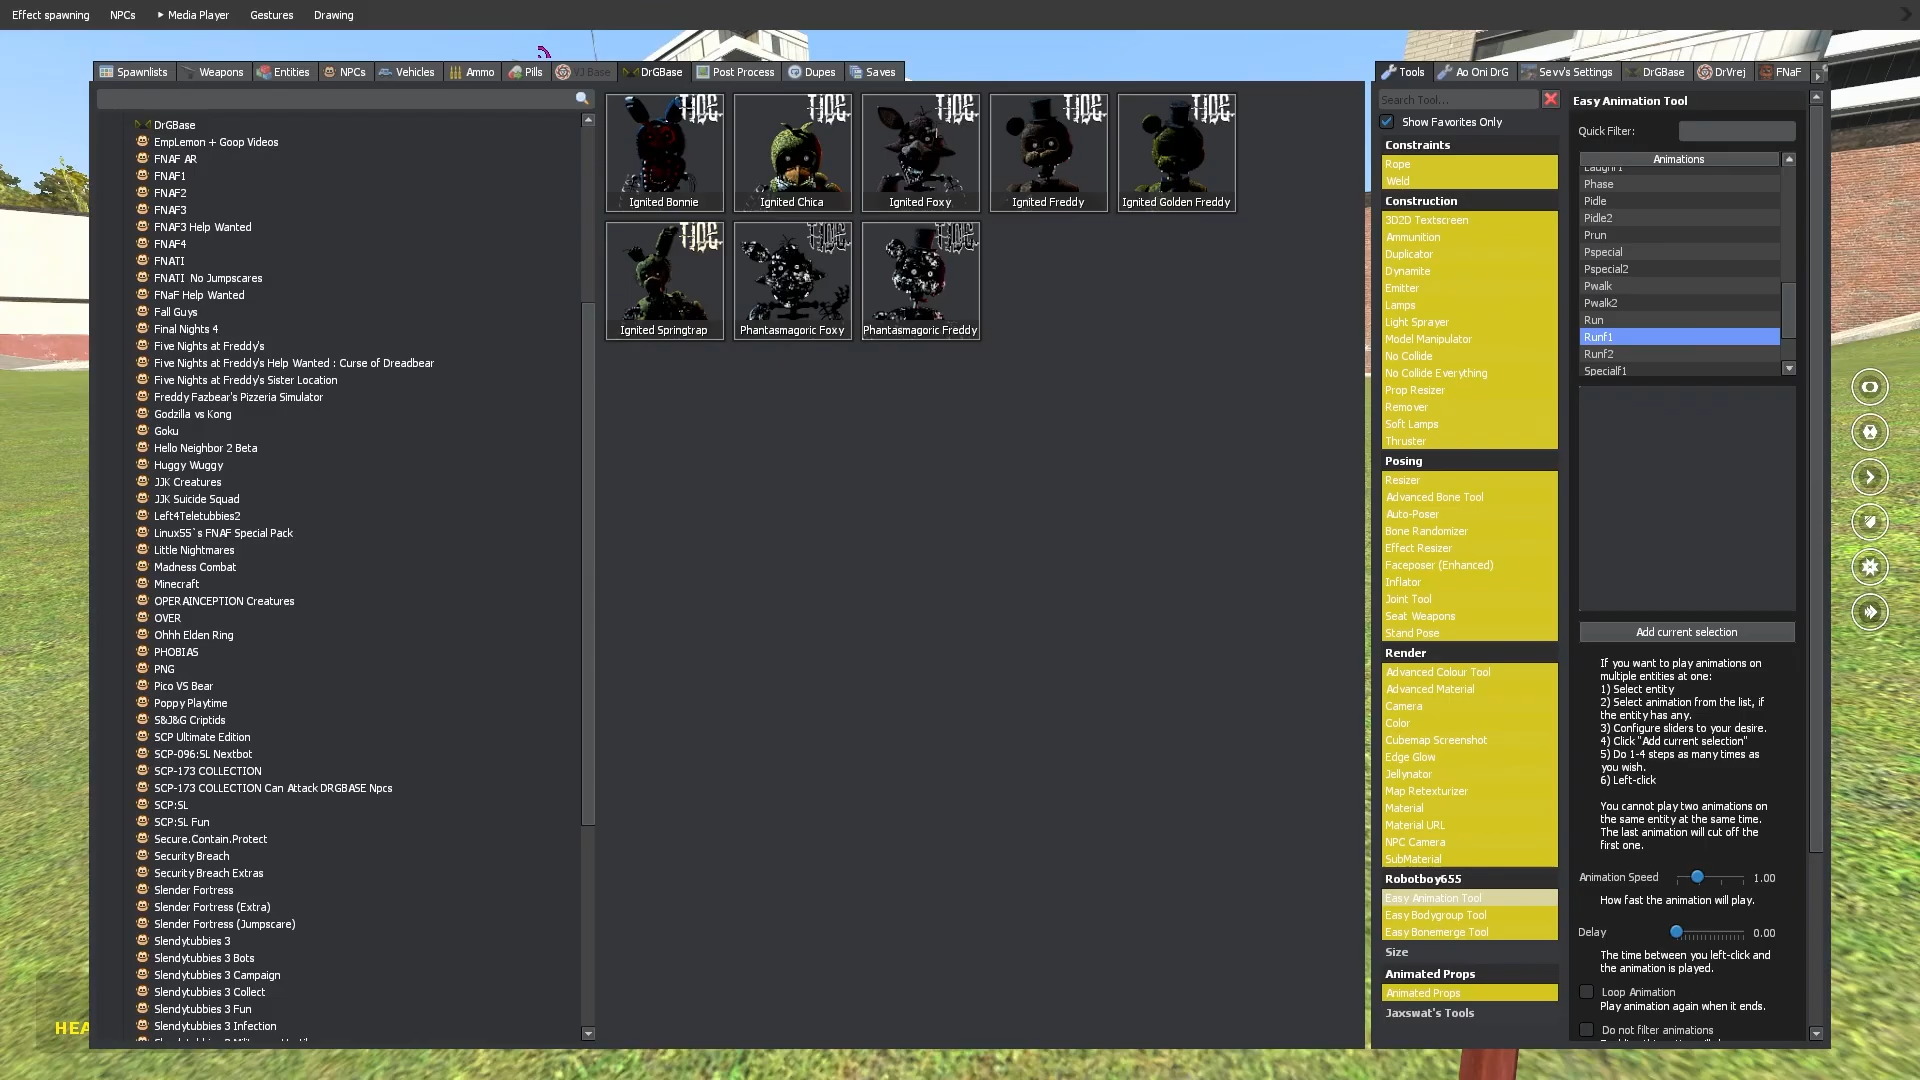 Effect spawning NPCs Media Player Gestures Drawing
Spawnlists Weapons Entities NPCs Vehicles Ammo Pills VJ Base DrGBase Post Process Dupes Saves
DrGBase
EmpLemon + Goop Videos
FNAF AR
FNAF1
FNAF2
FNAF3
FNAF3 Help Wanted
FNAF4
FNATI
FNATI No Jumpscares
FNaF Help Wanted
Fall Guys
Final Nights 4
Five Nights at Freddy's
Five Nights at Freddy's Help Wanted : Curse of Dreadbear
Five Nights at Freddy's Sister Location
Freddy Fazbear's Pizzeria Simulator
Godzilla vs Kong
Goku
Hello Neighbor 2 Beta
Huggy Wuggy
JJK Creatures
JJK Suicide Squad
Left4Teletubbies2
Linux55`s FNAF Special Pack
Little Nightmares
Madness Combat
Minecraft
OPERAINCEPTION Creatures
OVER
Ohhh Elden Ring
PHOBIAS
PNG
Pico VS Bear
Poppy Playtime
S&J&G Criptids
SCP Ultimate Edition
SCP-096:SL Nextbot
SCP-173 COLLECTION
SCP-173 COLLECTION Can Attack DRGBASE Npcs
SCP:SL
SCP:SL Fun
Secure.Contain.Protect
Security Breach
Security Breach Extras
Slender Fortress
Slender Fortress (Extra)
Slender Fortress (Jumpscare)
Slendytubbies 3
Slendytubbies 3 Bots
Slendytubbies 3 Campaign
Slendytubbies 3 Collect
Slendytubbies 3 Fun
Slendytubbies 3 Infection
HEA
TJOC TJOC TJOC TJOC TJOC
Ignited Bonnie Ignited Chica Ignited Foxy Ignited Freddy Ignited Golden Freddy
TJOC TJOC TJOC
Ignited Springtrap Phantasmagoric Foxy Phantasmagoric Freddy
Tools Ao Oni DrG Sevv's Settings DrGBase DrVrej FNaF
Search Tool...
Show Favorites Only
Constraints
Rope
Weld
Construction
3D2D Textscreen
Ammunition
Duplicator
Dynamite
Emitter
Lamps
Light Sprayer
Model Manipulator
No Collide
No Collide Everything
Prop Resizer
Remover
Soft Lamps
Thruster
Posing
Resizer
Advanced Bone Tool
Auto-Poser
Bone Randomizer
Effect Resizer
Faceposer (Enhanced)
Inflator
Joint Tool
Seat Weapons
Stand Pose
Render
Advanced Colour Tool
Advanced Material
Camera
Color
Cubemap Screenshot
Edge Glow
Jellynator
Map Retexturizer
Material
Material URL
NPC Camera
SubMaterial
Robotboy655
Easy Animation Tool
Easy Bodygroup Tool
Easy Bonemerge Tool
Size
Animated Props
Animated Props
Jaxswat's Tools
Easy Animation Tool
Quick Filter:
Animations
Laughf1
Phase
Pidle
Pidle2
Prun
Pspecial
Pspecial2
Pwalk
Pwalk2
Run
Runf1
Runf2
Specialf1
Add current selection
If you want to play animations on
multiple entities at one:
1) Select entity
2) Select animation from the list, if
the entity has any.
3) Configure sliders to your desire.
4) Click "Add current selection"
5) Do 1-4 steps as many times as
you wish.
6) Left-click
You cannot play two animations on
the same entity at the same time.
The last animation will cut off the
first one.
Animation Speed 1.00
How fast the animation will play.
Delay 0.00
The time between you left-click and
the animation is played.
Loop Animation
Play animation again when it ends.
Do not filter animations